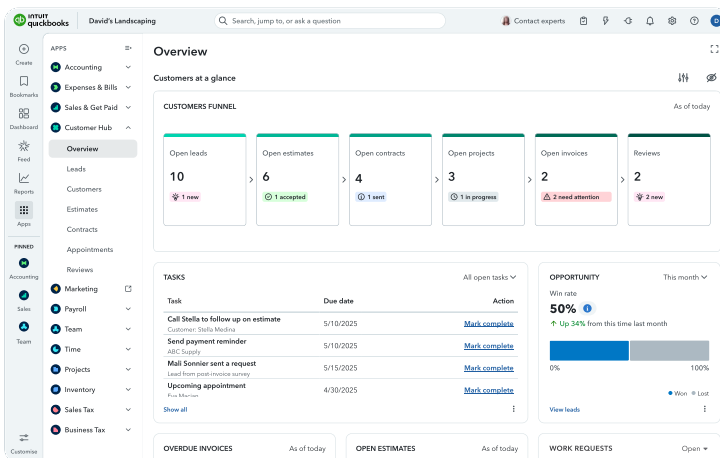 INTUIT
quickbooks
David's Landscaping
Search, jump to, or ask a question
Contact experts
D
Create
Bookmarks
Dashboard
Feed
Reports
Apps
PINNED
Accounting
Sales
Team
Customise
APPS
Accounting
Expenses & Bills
Sales & Get Paid
Customer Hub
Overview
Leads
Customers
Estimates
Contracts
Appointments
Reviews
Marketing
Payroll
Team
Time
Projects
Inventory
Sales Tax
Business Tax
Overview
Customers at a glance
CUSTOMERS FUNNEL
As of today
Open leads
10
1 new
Open estimates
6
1 accepted
Open contracts
4
1 sent
Open projects
3
1 in progress
Open invoices
2
2 need attention
Reviews
2
2 new
TASKS
All open tasks
Task Due date Action
Call Stella to follow up on estimate
Customer: Stella Medina
5/10/2025
Mark complete
Send payment reminder
ABC Supply
5/10/2025
Mark complete
Mali Sonnier sent a request
Lead from post-invoice survey
5/15/2025
Mark complete
Upcoming appointment
4/30/2025
Mark complete
Show all
OPPORTUNITY
This month
Win rate
50%
Up 34% from this time last month
0% 100%
Won Lost
View leads
OVERDUE INVOICES
As of today
OPEN ESTIMATES
As of today
WORK REQUESTS
Open